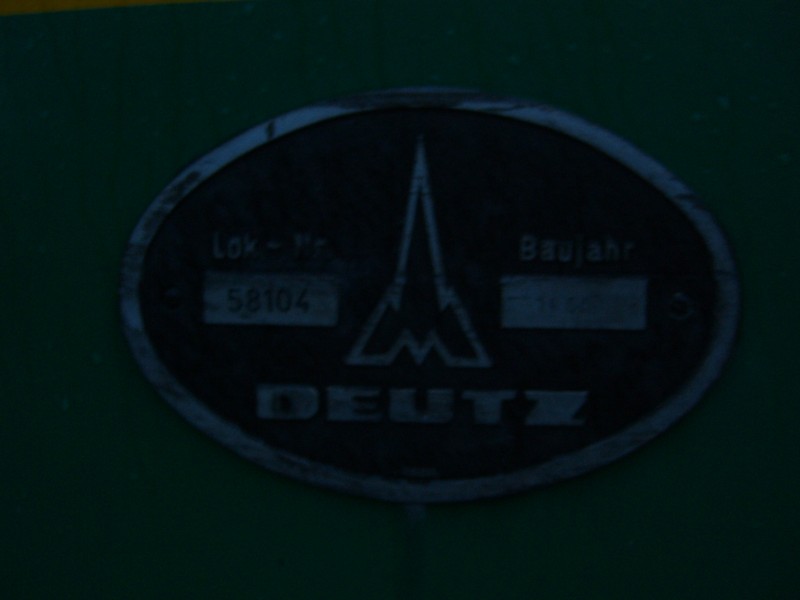 Lok-Nr.
Baujahr
58104
DEUTZ